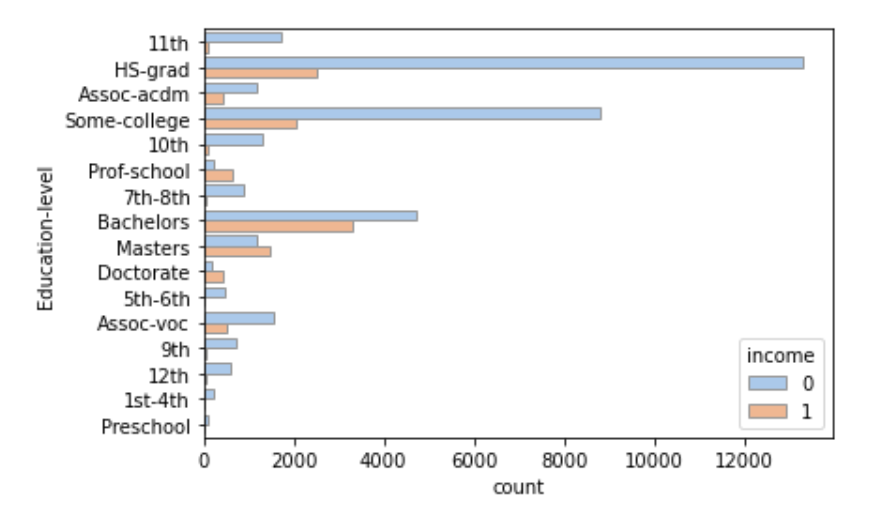 11th
HS-grad
Assoc-acdm
Some-college
10th
Prof-school
7th-8th
Bachelors
Masters
Doctorate
5th-6th
Assoc-voc
9th
12th
1st-4th
Preschool
Education-level
0 2000 4000 6000 8000 10000 12000
count
income
0
1